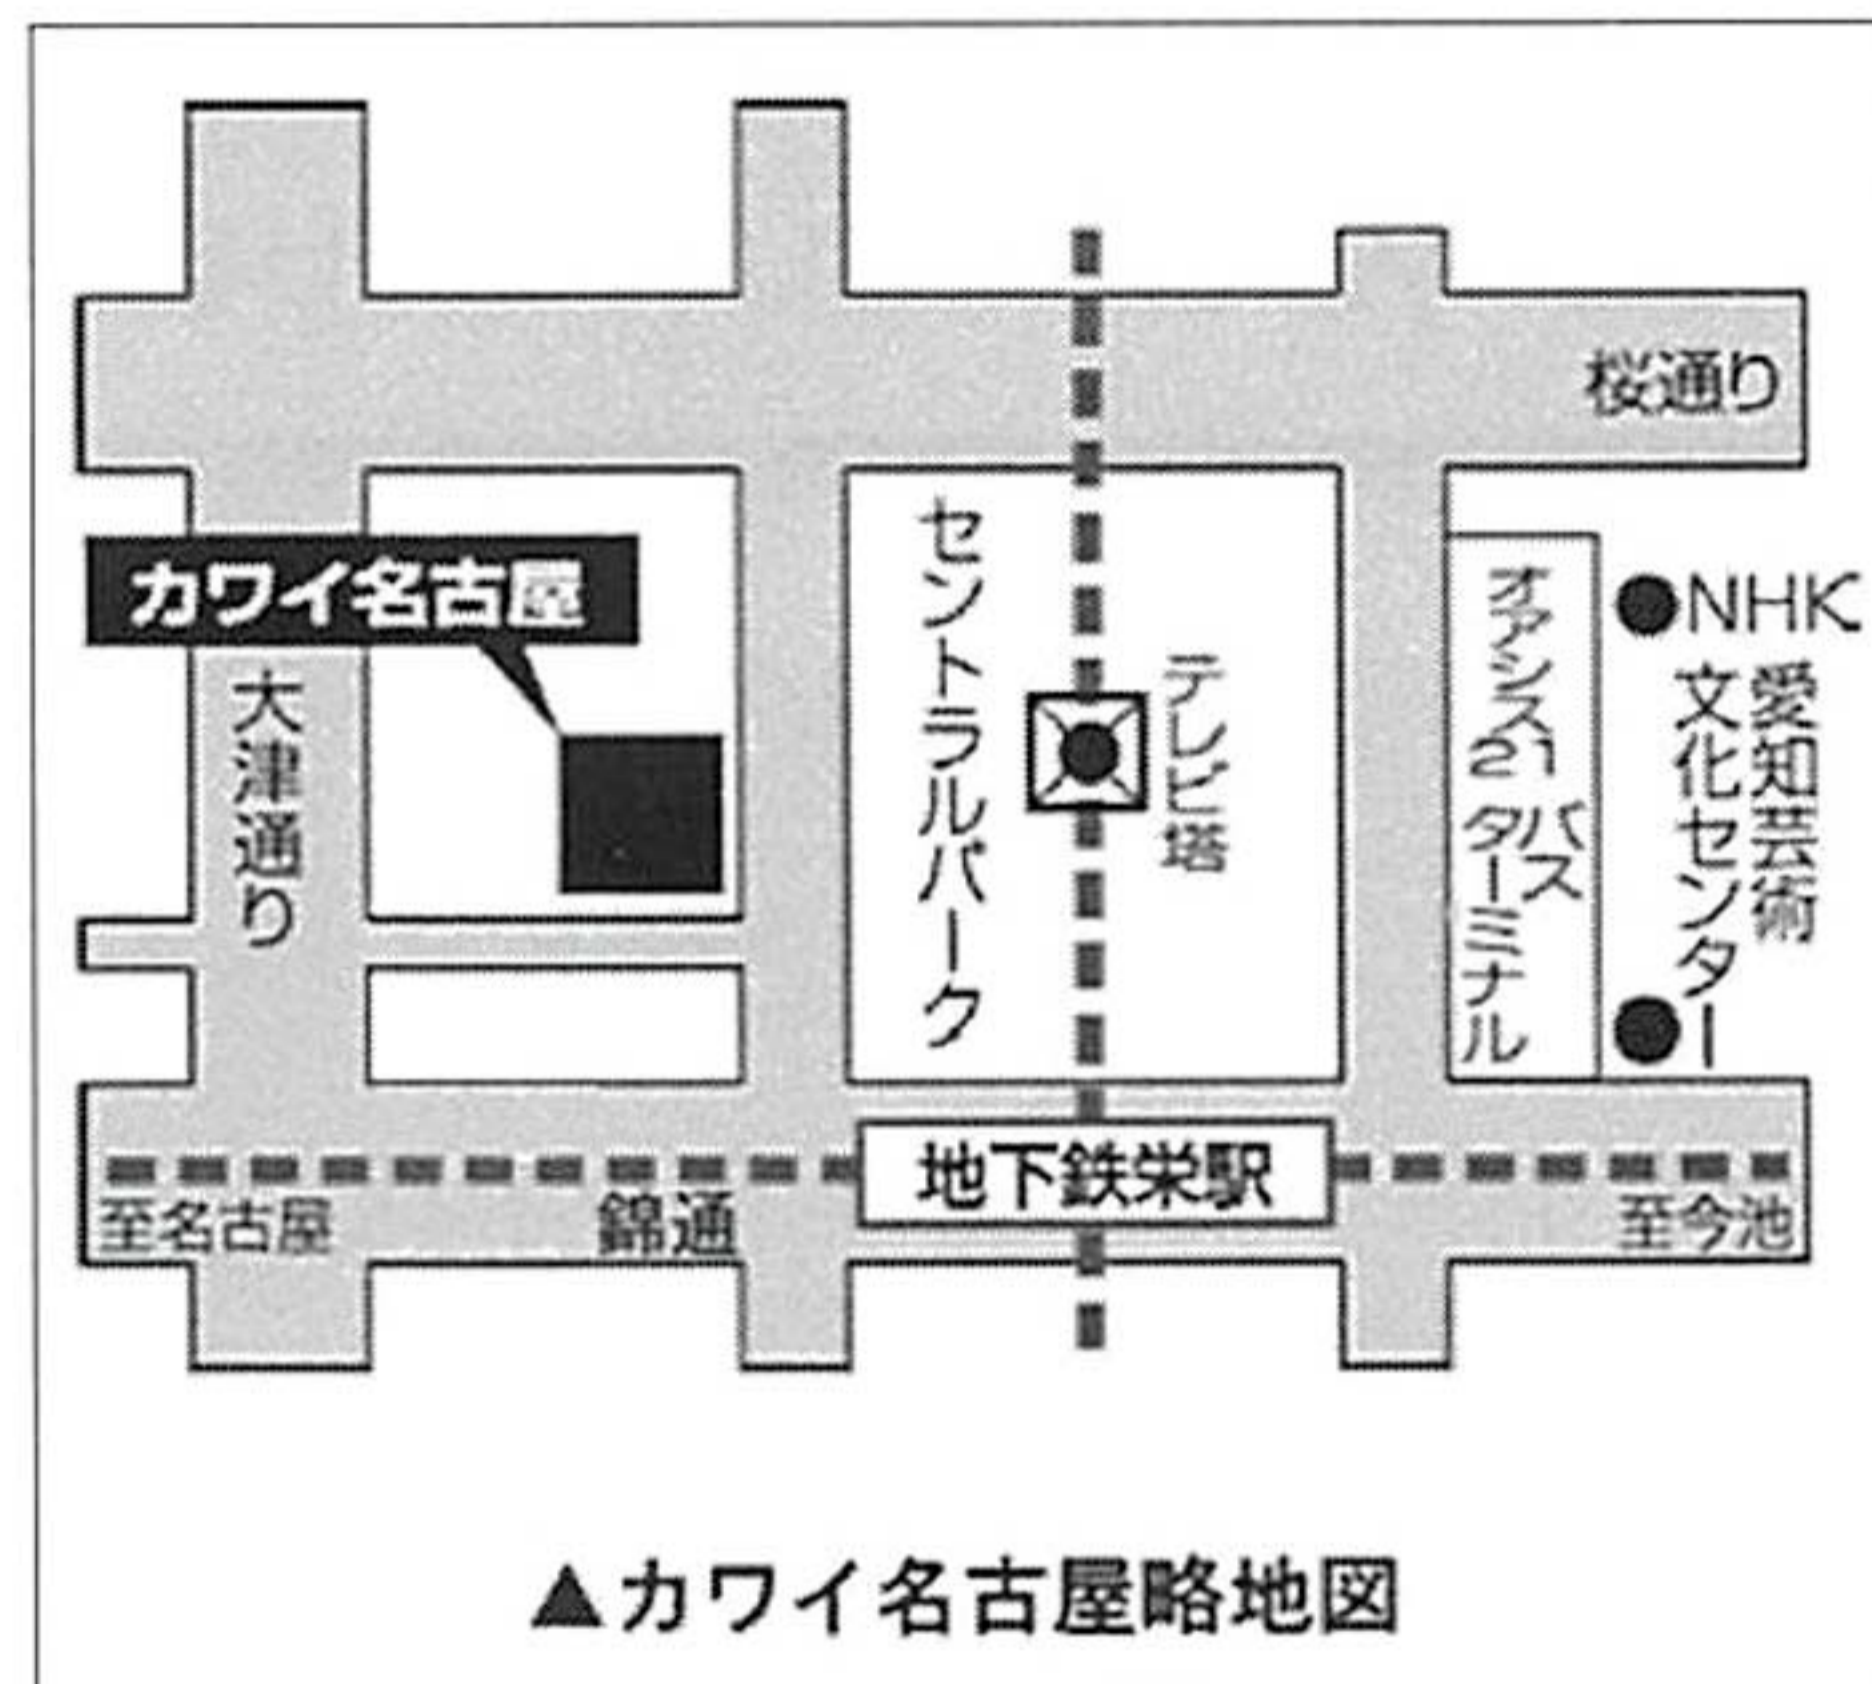 桜通り
カワイ名古屋
大津通り
セントラルパーク
テレビ塔
オアシス21
バス
ターミナル
NHK
愛知芸術
文化センター
地下鉄栄駅
至名古屋
錦通
至今池
▲カワイ名古屋略地図